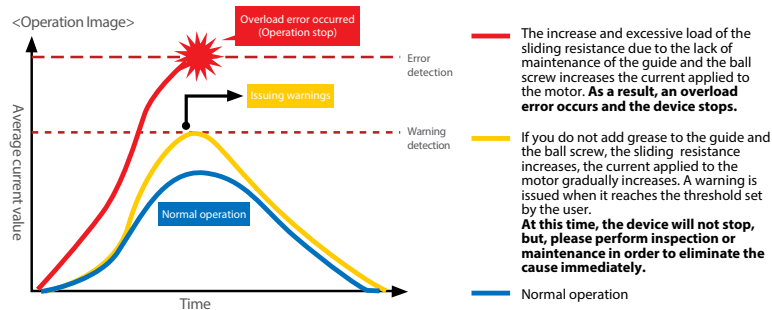 <Operation Image>
Overload error occurred
(Operation stop)
Error
detection
Issuing warnings
Warning
detection
Normal operation
Average current value
Time
The increase and excessive load of the
sliding resistance due to the lack of
maintenance of the guide and the ball
screw increases the current applied to
the motor. As a result, an overload
error occurs and the device stops.
If you do not add grease to the guide and
the ball screw, the sliding resistance
increases, the current applied to the
motor gradually increases. A warning is
issued when it reaches the threshold set
by the user.
At this time, the device will not stop,
but, please perform inspection or
maintenance in order to eliminate the
cause immediately.
Normal operation